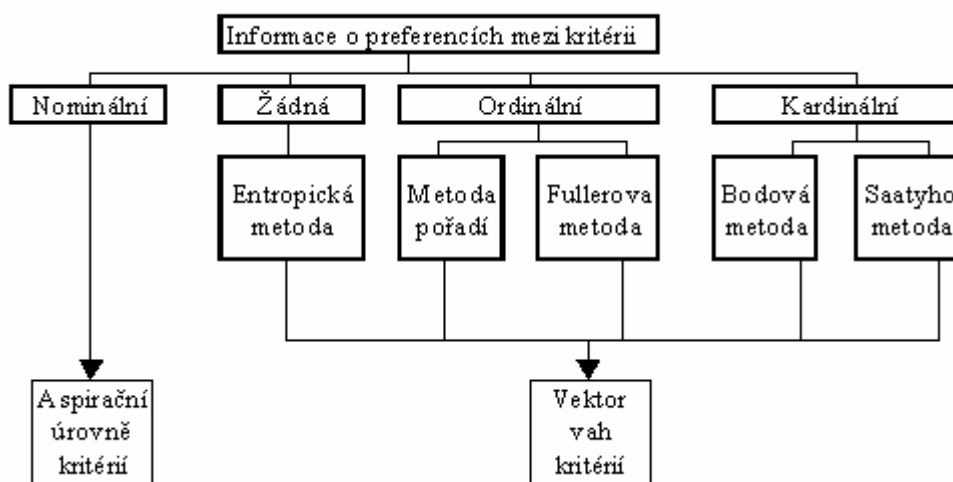 Informace o preferencích mezi kritérii
Nominální
Žádná
Ordinální
Kardinální
Entropická
metoda
Metoda
pořadí
Fullerova
metoda
Bodová
metoda
Saatyho
metoda
Aspirační
úrovně
kritérií
Vektor
vah
kritérií